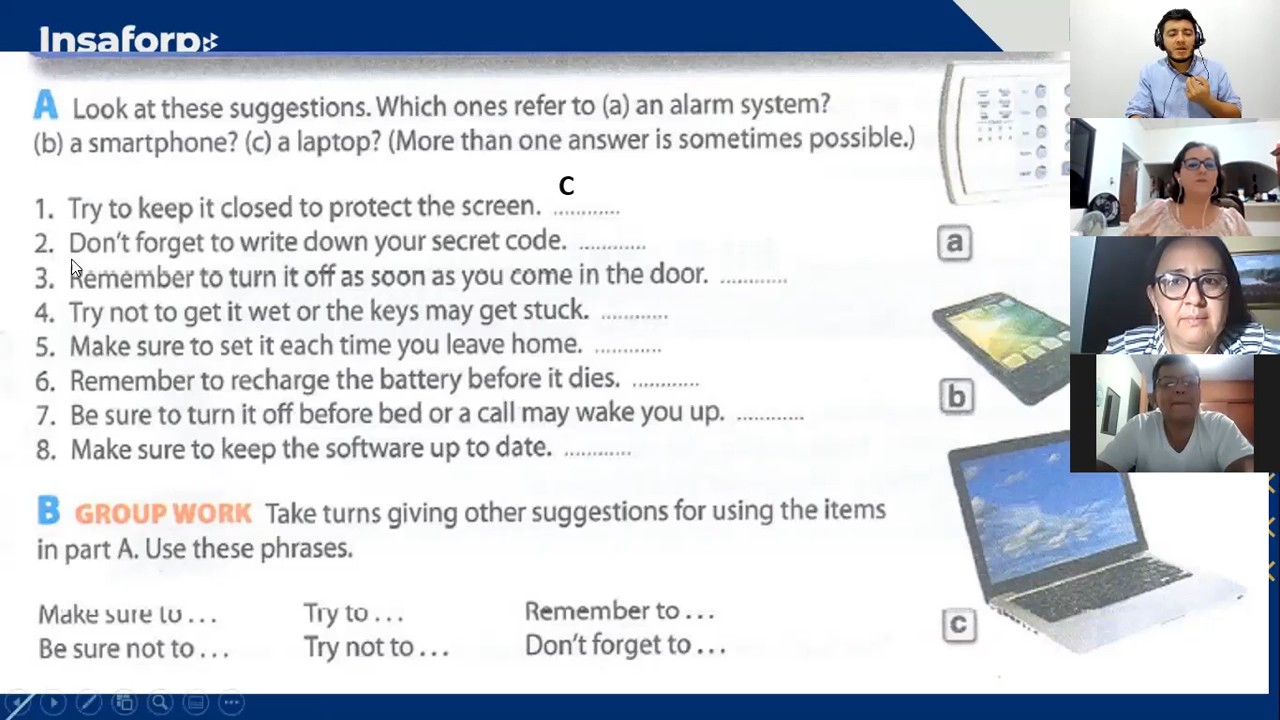 Insaforp
A Look at these suggestions. Which ones refer to (a) an alarm system?
(b) a smartphone? (c) a laptop? (More than one answer is sometimes possible.)
C
1. Try to keep it closed to protect the screen. ............
2. Don't forget to write down your secret code. ............
3. Remember to turn it off as soon as you come in the door. ............
4. Try not to get it wet or the keys may get stuck. ............
5. Make sure to set it each time you leave home. ............
6. Remember to recharge the battery before it dies. ............
7. Be sure to turn it off before bed or a call may wake you up. ............
8. Make sure to keep the software up to date. ............
a
b
c
B GROUP WORK Take turns giving other suggestions for using the items
in part A. Use these phrases.
Make sure to . . . Try to . . . Remember to . . .
Be sure not to . . . Try not to . . . Don't forget to . . .